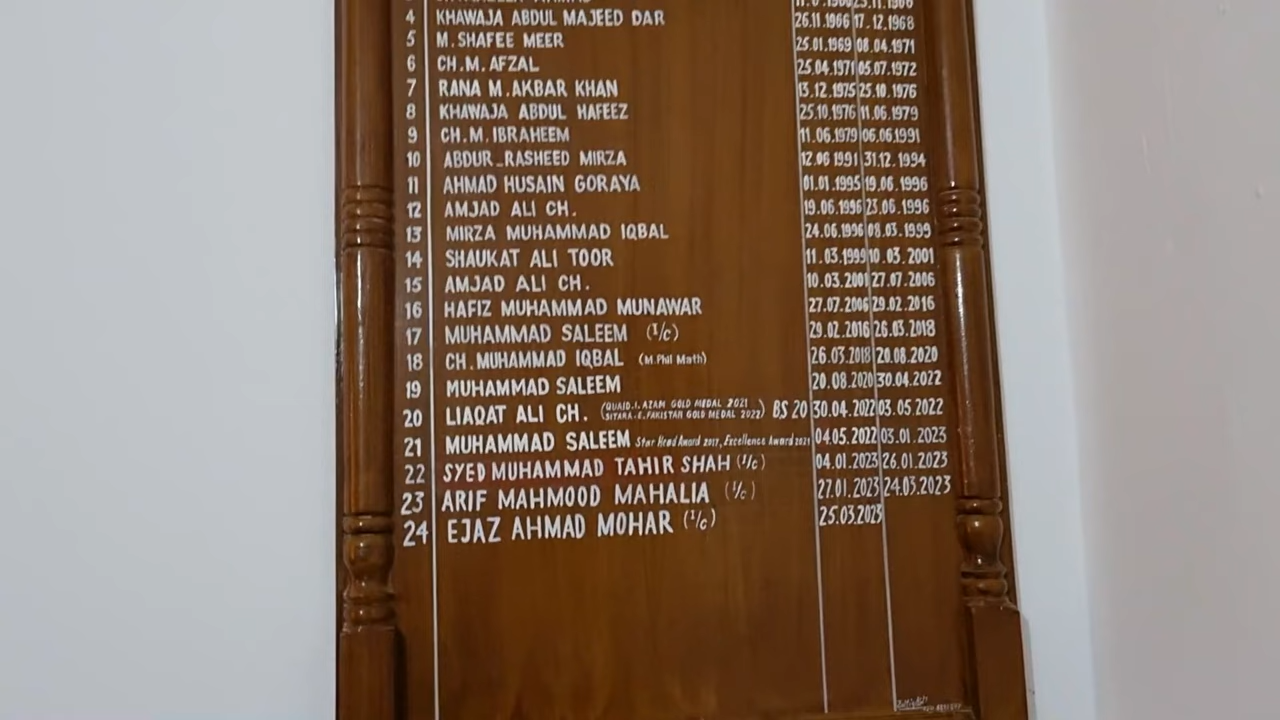 4 KHAWAJA ABDUL MAJEED DAR 26.11.1966 17.12.1968
5 M.SHAFEE MEER 25.01.1969 08.04.1971
6 CH.M.AFZAL 25.04.1971 05.07.1972
7 RANA M.AKBAR KHAN 13.12.1975 25.10.1976
8 KHAWAJA ABDUL HAFEEZ 25.10.1976 11.06.1979
9 CH.M.IBRAHEEM 11.06.1979 06.06.1991
10 ABDUR_RASHEED MIRZA 12.06 1991 31.12.1994
11 AHMAD HUSAIN GORAYA 01.01.1995 19.06.1996
12 AMJAD ALI CH. 19.06.1996 23.06.1996
13 MIRZA MUHAMMAD IQBAL 24.06.1996 08.03.1999
14 SHAUKAT ALI TOOR 11.03.1999 10.03.2001
15 AMJAD ALI CH. 10.03.2001 27.07.2006
16 HAFIZ MUHAMMAD MUNAWAR 27.07.2006 29.02.2016
17 MUHAMMAD SALEEM (I/c) 29.02.2016 26.03.2018
18 CH.MUHAMMAD IQBAL (M.Phil Math) 26.03.2018 20.08.2020
19 MUHAMMAD SALEEM 20.08.2020 30.04.2022
20 LIAQAT ALI CH. (QUAID.I.AZAM GOLD MEDAL 2021 SITARA.E.PAKISTAN GOLD MEDAL 2022) BS 20 30.04.2022 03.05.2022
21 MUHAMMAD SALEEM Star Head Award 2017, Excellence Award 2021 04.05.2022 03.01.2023
22 SYED MUHAMMAD TAHIR SHAH (I/c) 04.01.2023 26.01.2023
23 ARIF MAHMOOD MAHALIA (I/c) 27.01.2023 24.03.2023
24 EJAZ AHMAD MOHAR (I/c) 25.03.2023